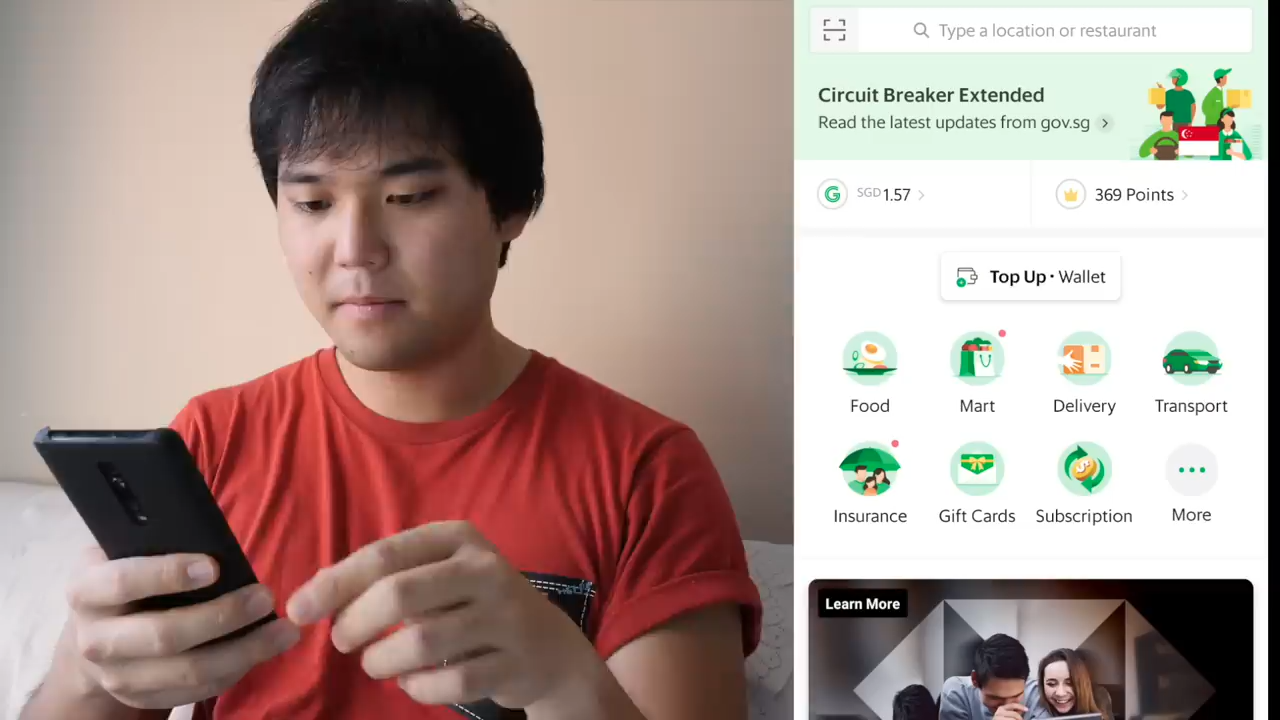 Type a location or restaurant
Circuit Breaker Extended
Read the latest updates from gov.sg
SGD 1.57
369 Points
Top Up • Wallet
Food
Mart
Delivery
Transport
Insurance
Gift Cards
Subscription
More
Learn More